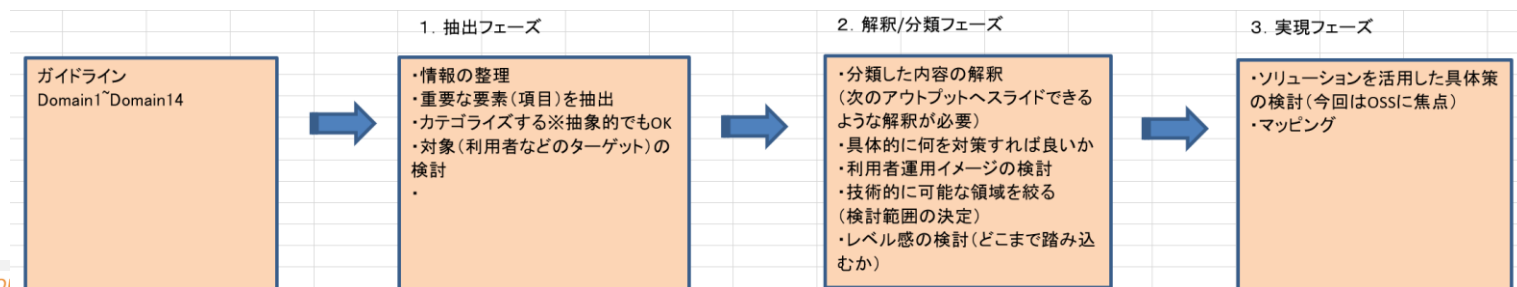 1．抽出フェーズ
2．解釈/分類フェーズ
3．実現フェーズ
ガイドライン
Domain1~Domain14
・情報の整理
・重要な要素（項目）を抽出
・カテゴライズする※抽象的でもOK
・対象（利用者などのターゲット）の
検討
・
・分類した内容の解釈
（次のアウトプットへスライドできる
ような解釈が必要）
・具体的に何を対策すれば良いか
・利用者運用イメージの検討
・技術的に可能な領域を絞る
（検討範囲の決定）
・レベル感の検討（どこまで踏み込
むか）
・ソリューションを活用した具体策
の検討（今回はOSSに焦点）
・マッピング